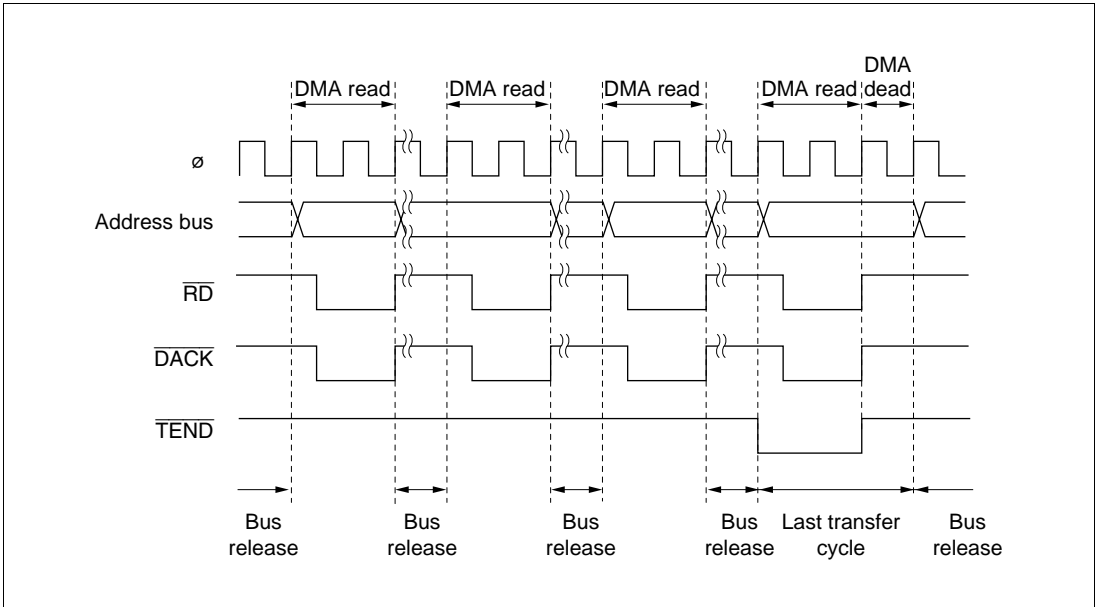 DMA read
DMA read
DMA read
DMA read
DMA
dead
ø
Address bus
RD
DACK
TEND
Bus
release
Bus
release
Bus
release
Bus
release
Last transfer
cycle
Bus
release